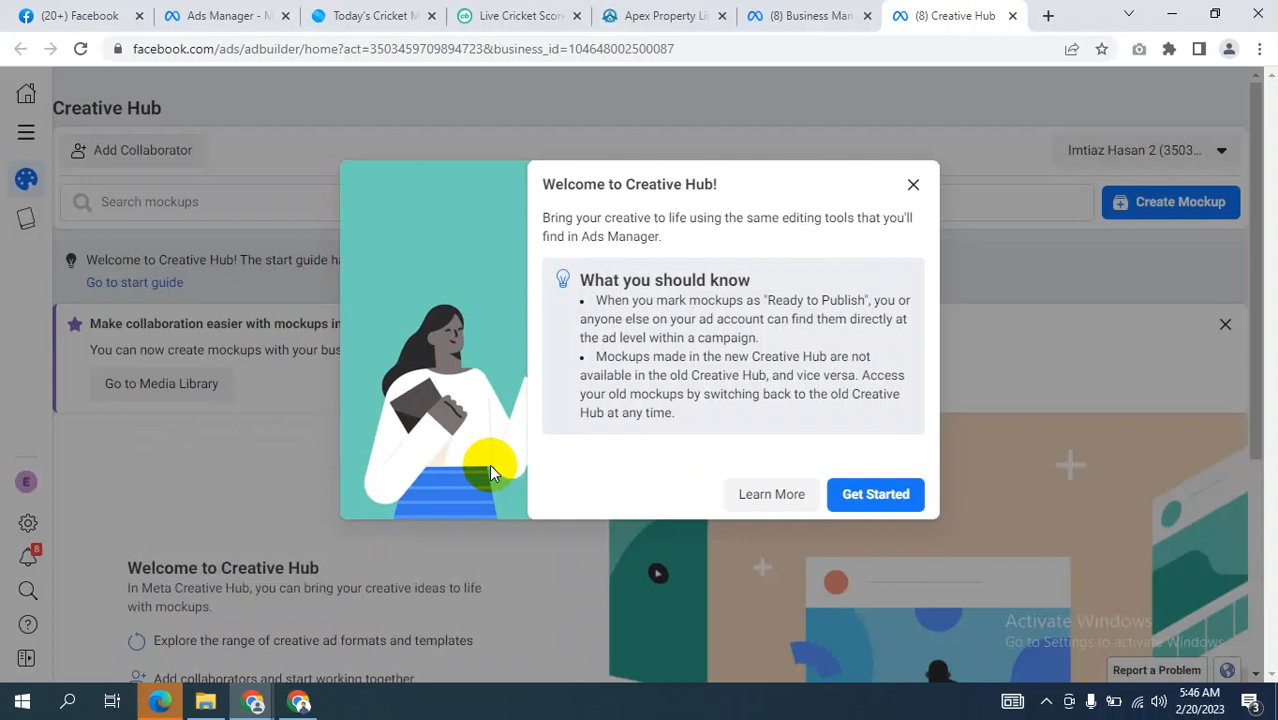 (20+) Facebook
Ads Manager - M
Today's Cricket M
Live Cricket Scor
Apex Property Li
(8) Business Man
(8) Creative Hub
facebook.com/ads/adbuilder/home?act=3503459709894723&business_id=104648002500087
Creative Hub
Add Collaborator
Imtiaz Hasan 2 (3503...
Search mockups
Create Mockup
Welcome to Creative Hub! The start guide ha
Go to start guide
Make collaboration easier with mockups in
You can now create mockups with your bus
Go to Media Library
Welcome to Creative Hub!
Bring your creative to life using the same editing tools that you'll
find in Ads Manager.
What you should know
• When you mark mockups as "Ready to Publish", you or
anyone else on your ad account can find them directly at
the ad level within a campaign.
• Mockups made in the new Creative Hub are not
available in the old Creative Hub, and vice versa. Access
your old mockups by switching back to the old Creative
Hub at any time.
Learn More
Get Started
E
8
Welcome to Creative Hub
In Meta Creative Hub, you can bring your creative ideas to life
with mockups.
Explore the range of creative ad formats and templates
Add collaborators and start working together
Activate Windows
Go to Settings to activate Windows.
Report a Problem
5:46 AM
2/20/2023
3